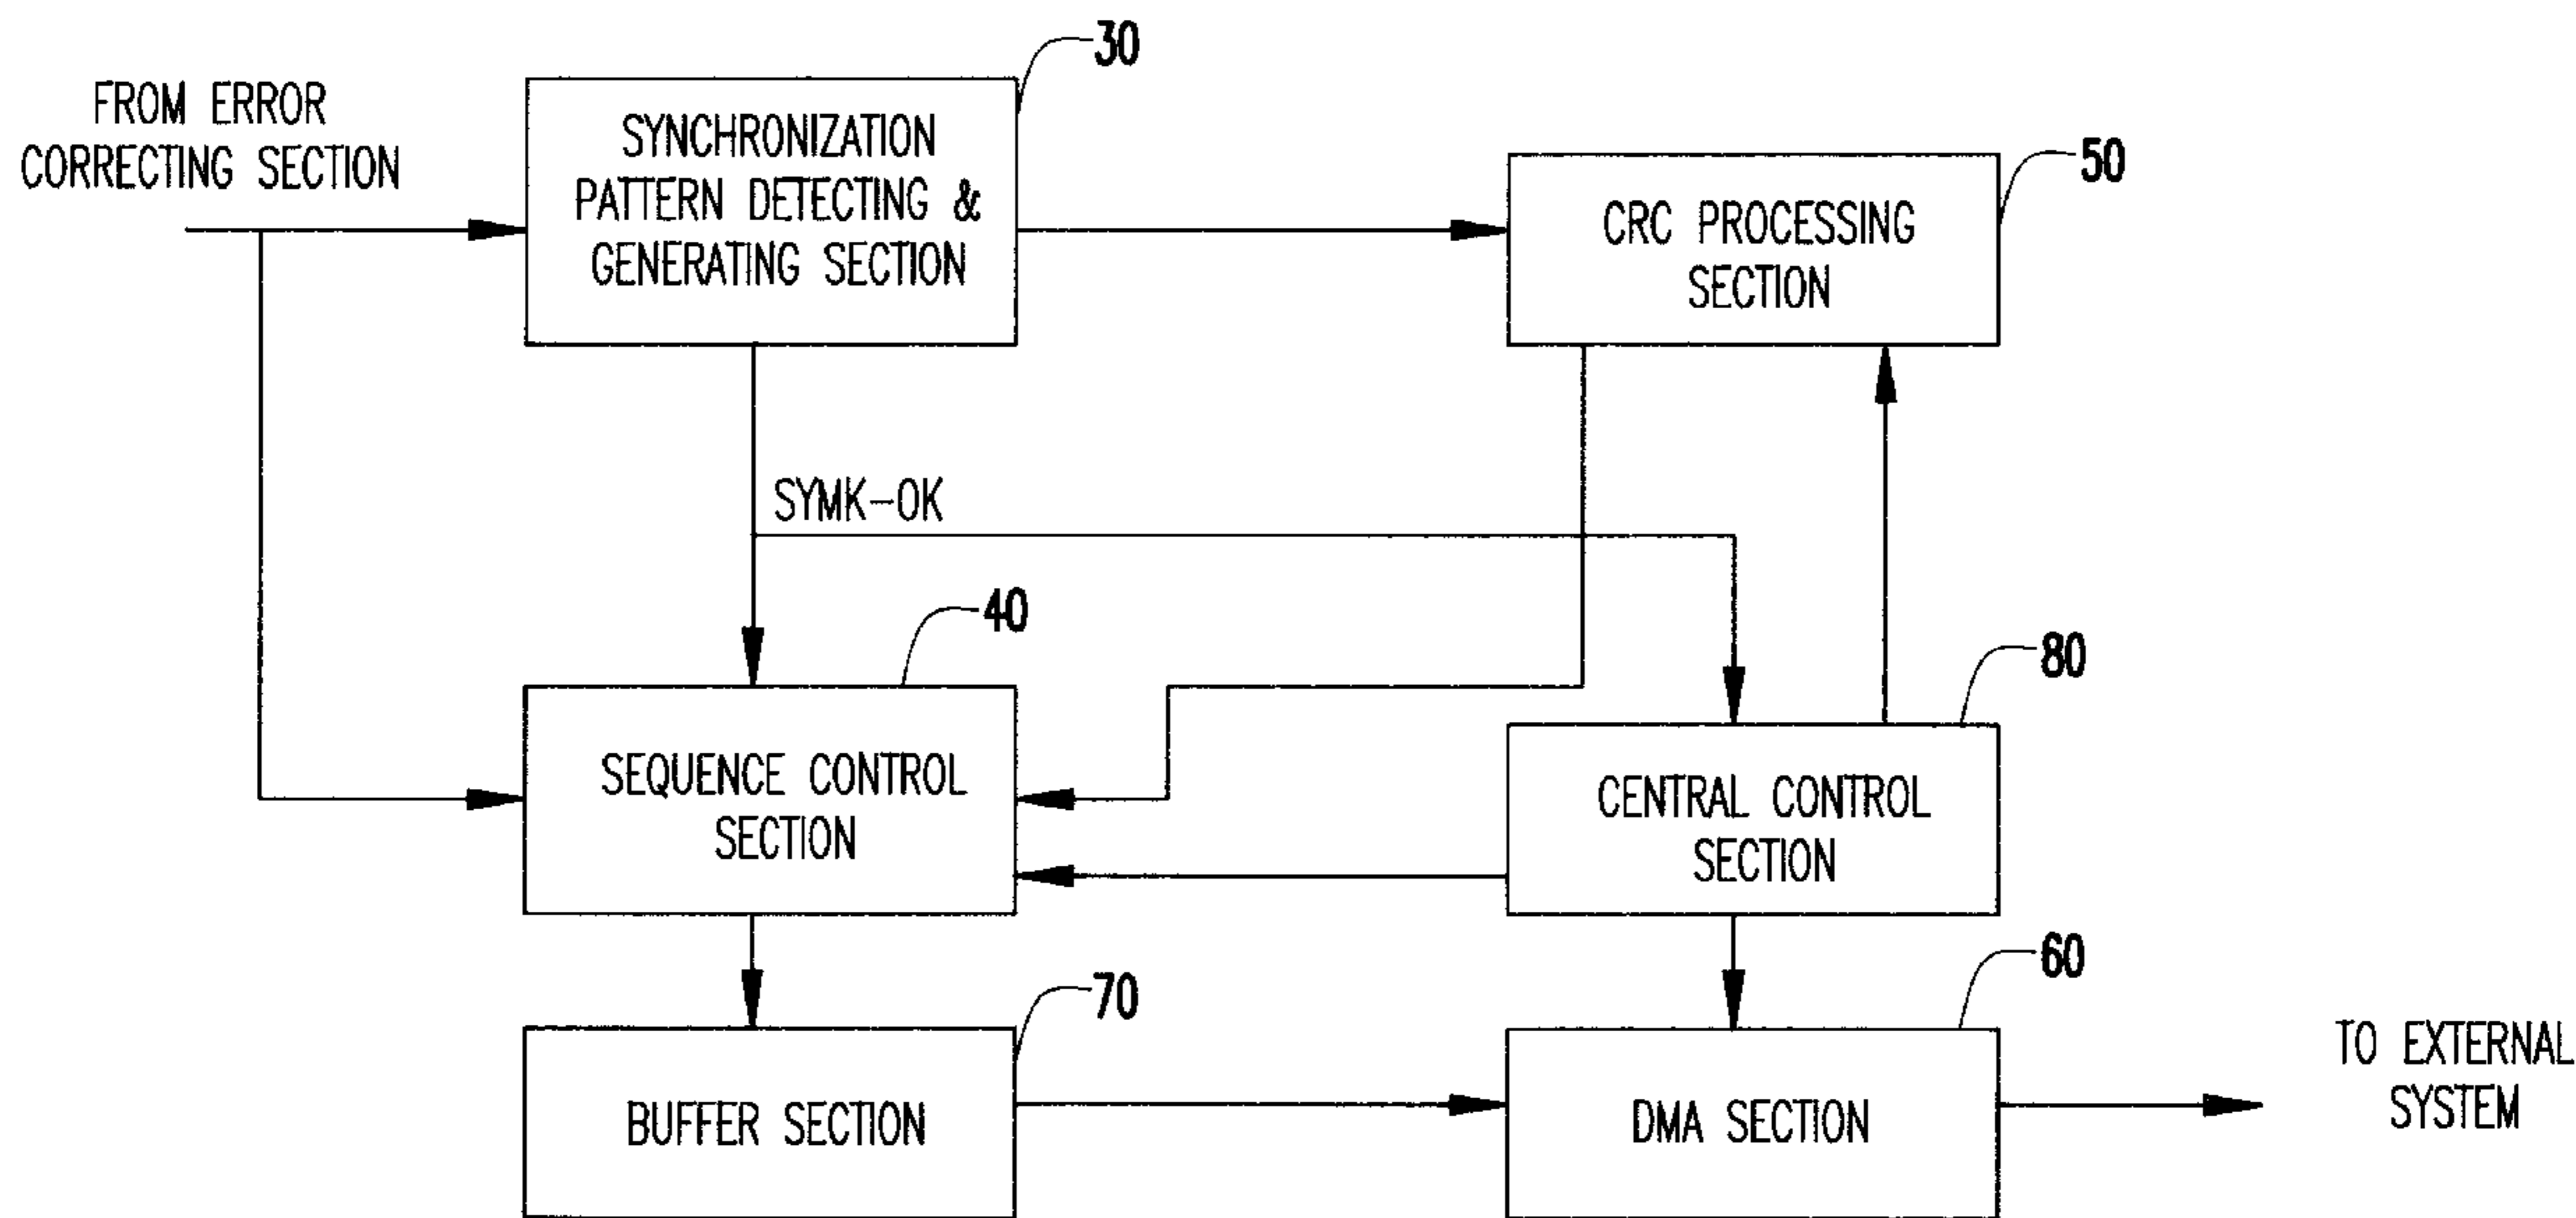 30
FROM ERROR
CORRECTING SECTION
SYNCHRONIZATION
PATTERN DETECTING &
GENERATING SECTION
50
CRC PROCESSING
SECTION
SYMK-OK
40
80
SEQUENCE CONTROL
SECTION
CENTRAL CONTROL
SECTION
70
60
BUFFER SECTION
DMA SECTION
TO EXTERNAL
SYSTEM